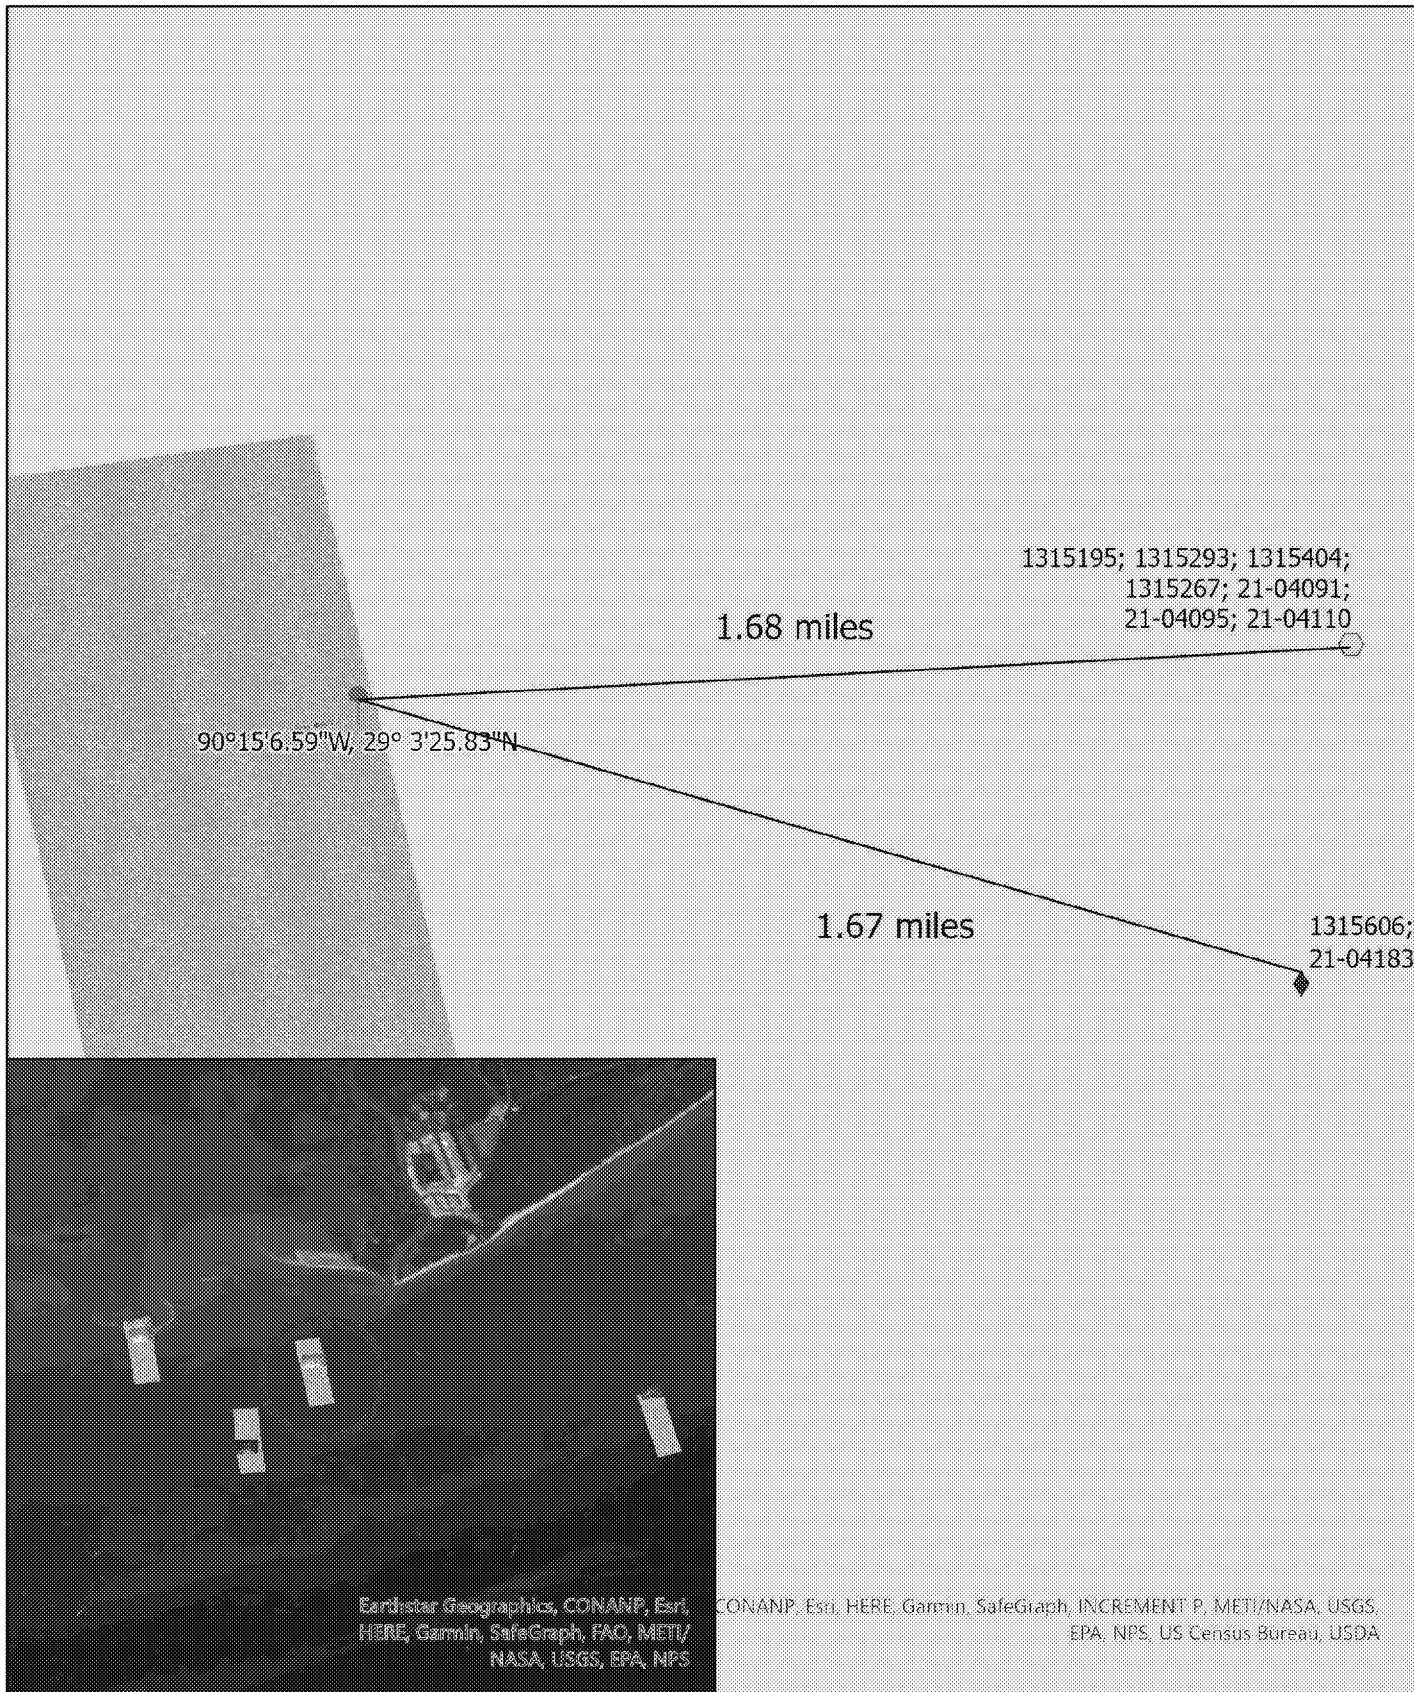 1315195; 1315293; 1315404;
1315267; 21-04091;
21-04095; 21-04110
1.68 miles
90°15'6.59"W, 29° 3'25.83"N
1.67 miles
1315606;
21-04183
Earthstar Geographics, CONANP, Esri,
HERE, Garmin, SafeGraph, FAO, METI/
NASA, USGS, EPA, NPS
CONANP, Esri, HERE, Garmin, SafeGraph, INCREMENT P, METI/NASA, USGS,
EPA, NPS, US Census Bureau, USDA